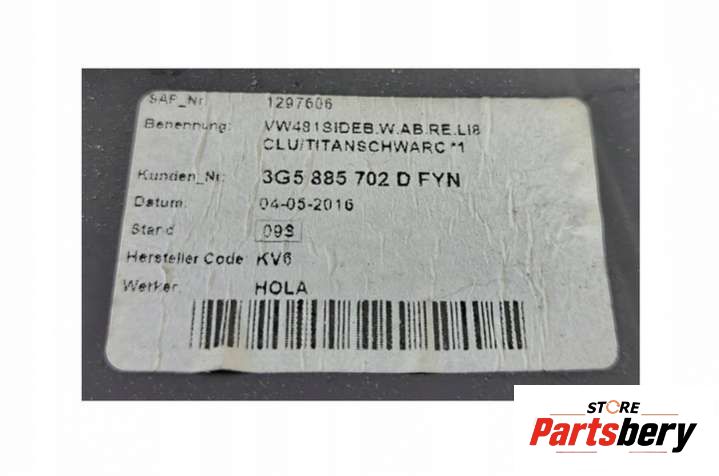 SAP_Nr. 1297606
Benennung: VW481SIDEB.W.AB.RE.LI8
CLU/TITANSCHWARC *1
Kunden_Nr: 3G5 885 702 D FYN
Datum: 04-05-2016
Stand 09S
Hersteller Code KV6
Werker: HOLA
STORE
Partsbery